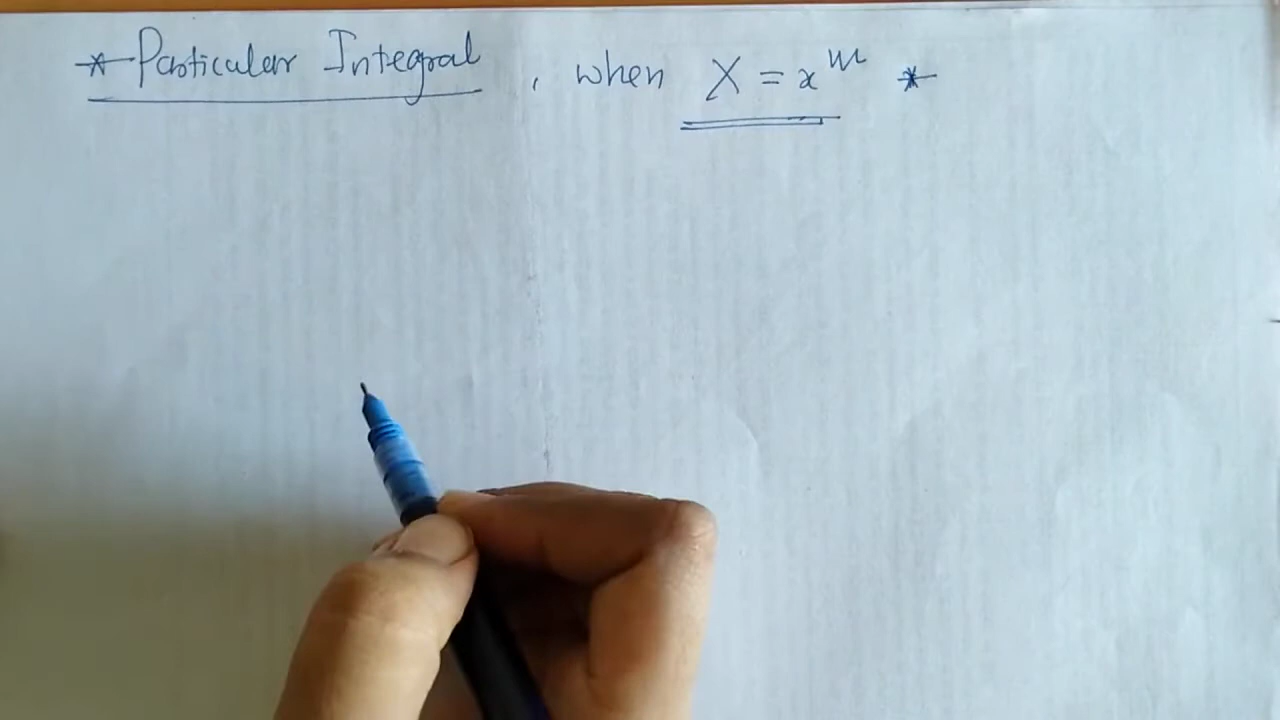 * Particular Integral, when X = x^m *